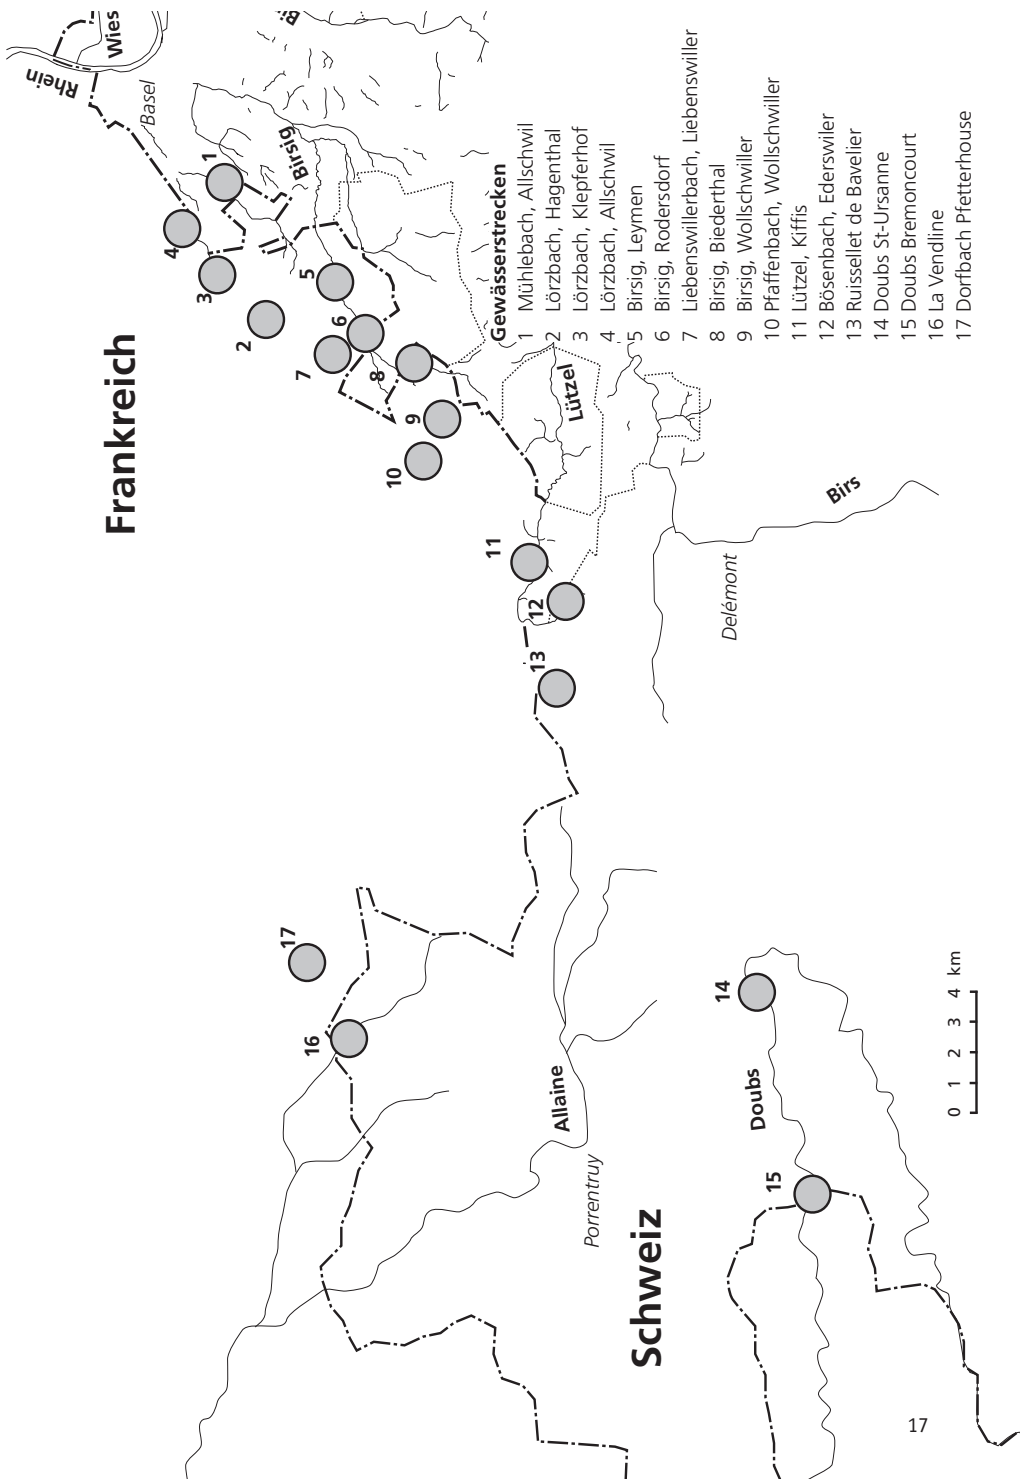 Frankreich
Schweiz
Rhein
Wies
Bi
Basel
Birsig
Lützel
Birs
Delémont
Allaine
Porrentruy
Doubs
1
2
3
4
5
6
7
8
9
10
11
12
13
14
15
16
17
Gewässerstrecken
1 Mühlebach, Allschwil
2 Lörzbach, Hagenthal
3 Lörzbach, Klepferhof
4 Lörzbach, Allschwil
5 Birsig, Leymen
6 Birsig, Rodersdorf
7 Liebenswillerbach, Liebenswiller
8 Birsig, Biederthal
9 Birsig, Wollschwiller
10 Pfaffenbach, Wollschwiller
11 Lützel, Kiffis
12 Bösenbach, Ederswiler
13 Ruissellet de Bavelier
14 Doubs St-Ursanne
15 Doubs Bremoncourt
16 La Vendline
17 Dorfbach Pfetterhouse
0 1 2 3 4 km
17